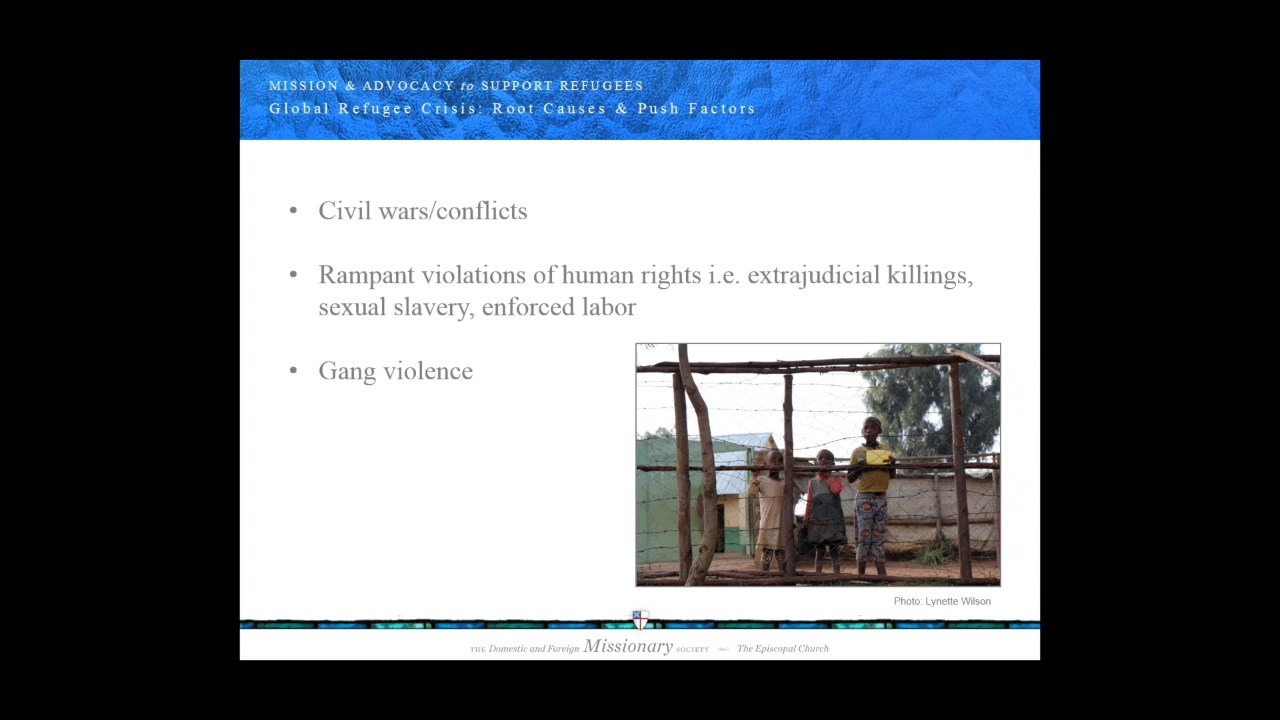 MISSION & ADVOCACY to SUPPORT REFUGEES
Global Refugee Crisis: Root Causes & Push Factors
• Civil wars/conflicts
• Rampant violations of human rights i.e. extrajudicial killings,
sexual slavery, enforced labor
• Gang violence
Photo: Lynette Wilson
THE Domestic and Foreign Missionary SOCIETY The Episcopal Church